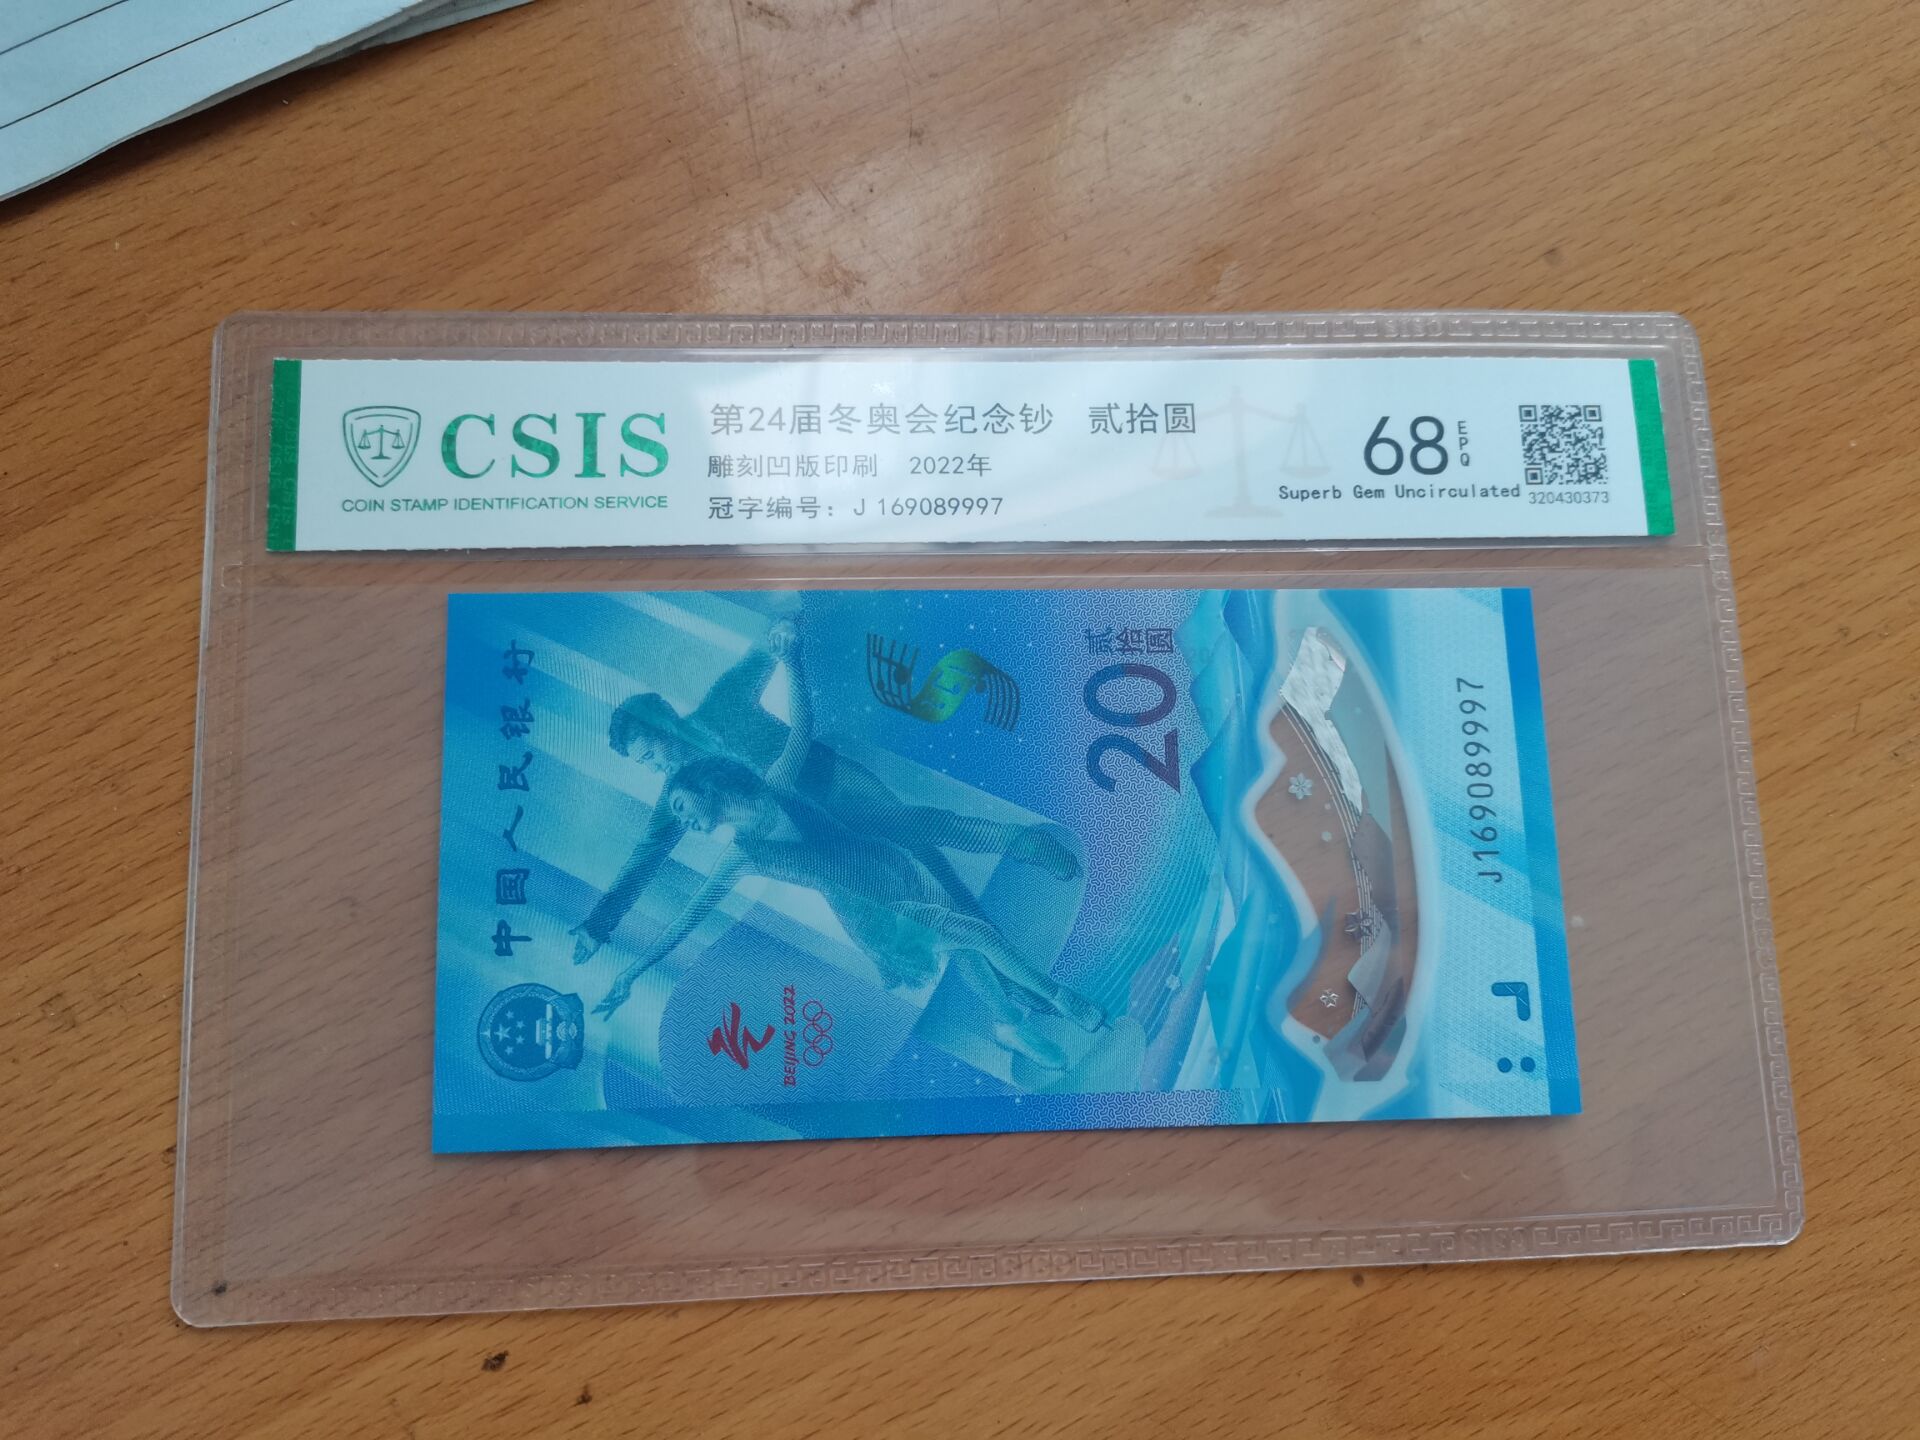 CSIS
COIN STAMP IDENTIFICATION SERVICE
第24届冬奥会纪念钞 贰拾圆
雕刻凹版印刷 2022年
冠字编号：J 169089997
68
EPQ
Superb Gem Uncirculated
320430373
中国人民银行
贰拾圆
20
BEIJING 2022
J169089997
CSIS
CSIS